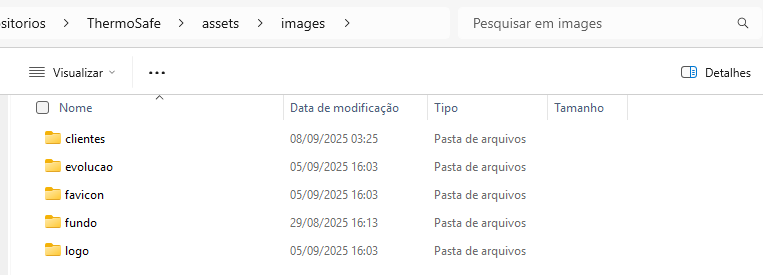 sitorios > ThermoSafe > assets > images >
Pesquisar em images
Visualizar
Detalhes
Nome Data de modificação Tipo Tamanho
clientes 08/09/2025 03:25 Pasta de arquivos
evolucao 05/09/2025 16:03 Pasta de arquivos
favicon 05/09/2025 16:03 Pasta de arquivos
fundo 29/08/2025 16:13 Pasta de arquivos
logo 05/09/2025 16:03 Pasta de arquivos